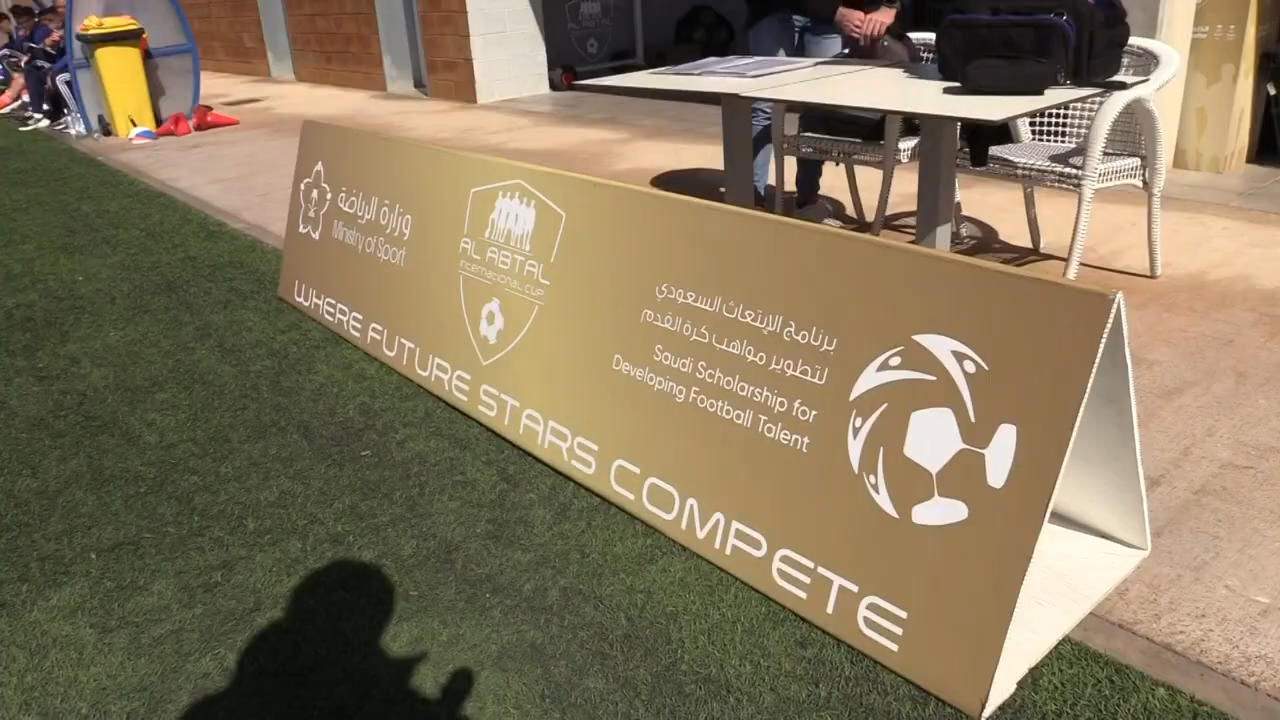 وزارة الرياضة
Ministry of Sport
AL ABTAL
INTERNATIONAL CUP
برنامج الابتعاث السعودي
لتطوير مواهب كرة القدم
Saudi Scholarship for
Developing Football Talent
WHERE FUTURE STARS COMPETE